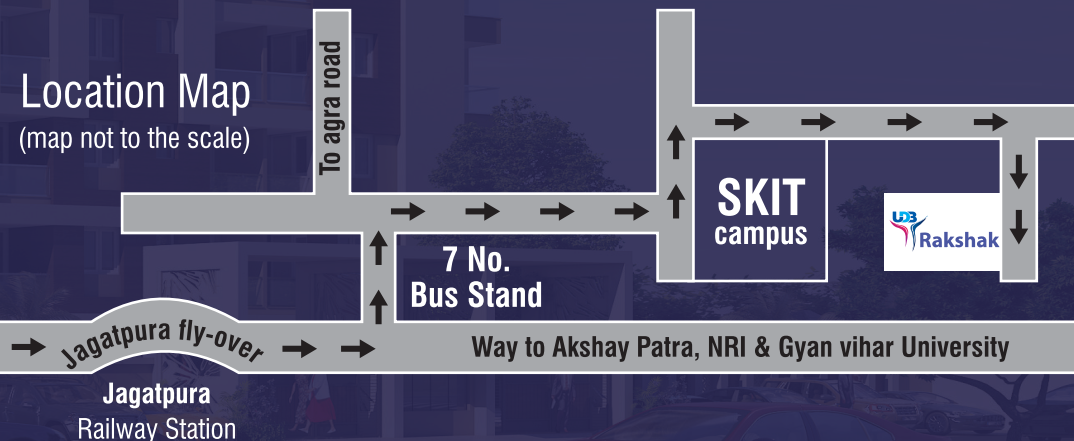 Location Map
(map not to the scale)
To agra road
SKIT
campus
UDB
Rakshak
7 No.
Bus Stand
Jagatpura fly-over
Way to Akshay Patra, NRI & Gyan vihar University
Jagatpura
Railway Station